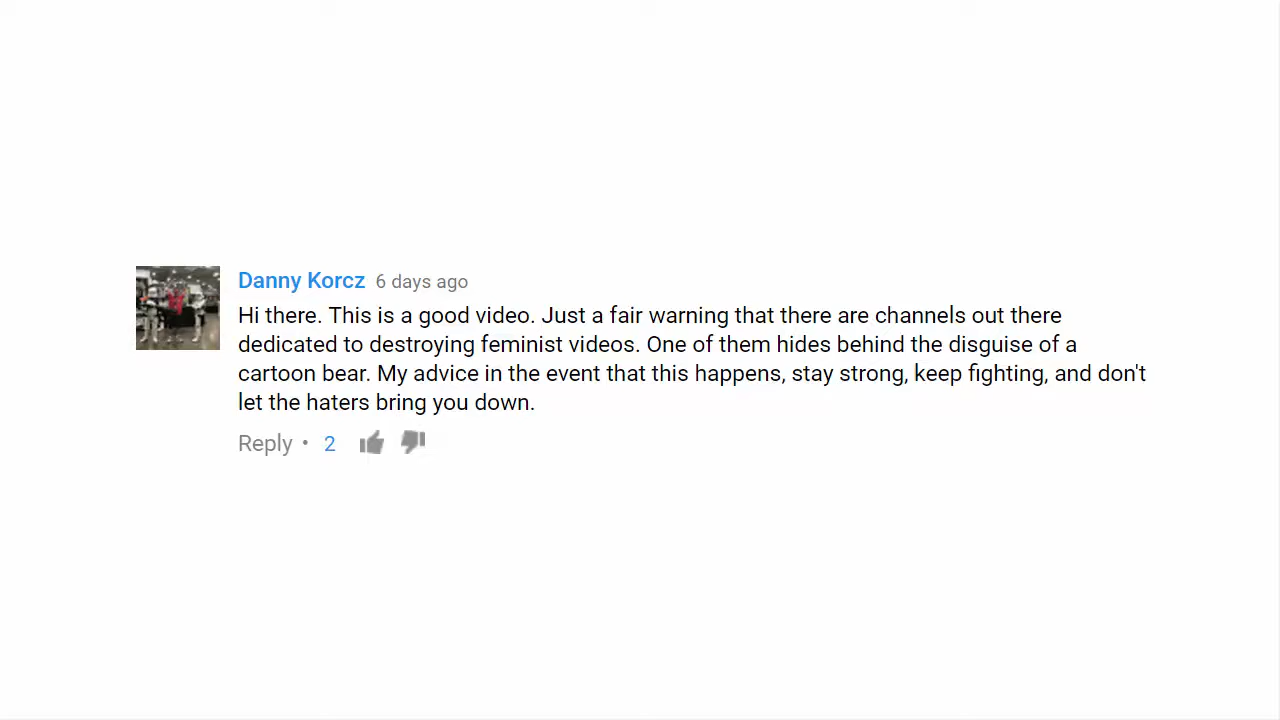 Danny Korcz 6 days ago
Hi there. This is a good video. Just a fair warning that there are channels out there
dedicated to destroying feminist videos. One of them hides behind the disguise of a
cartoon bear. My advice in the event that this happens, stay strong, keep fighting, and don't
let the haters bring you down.
Reply • 2